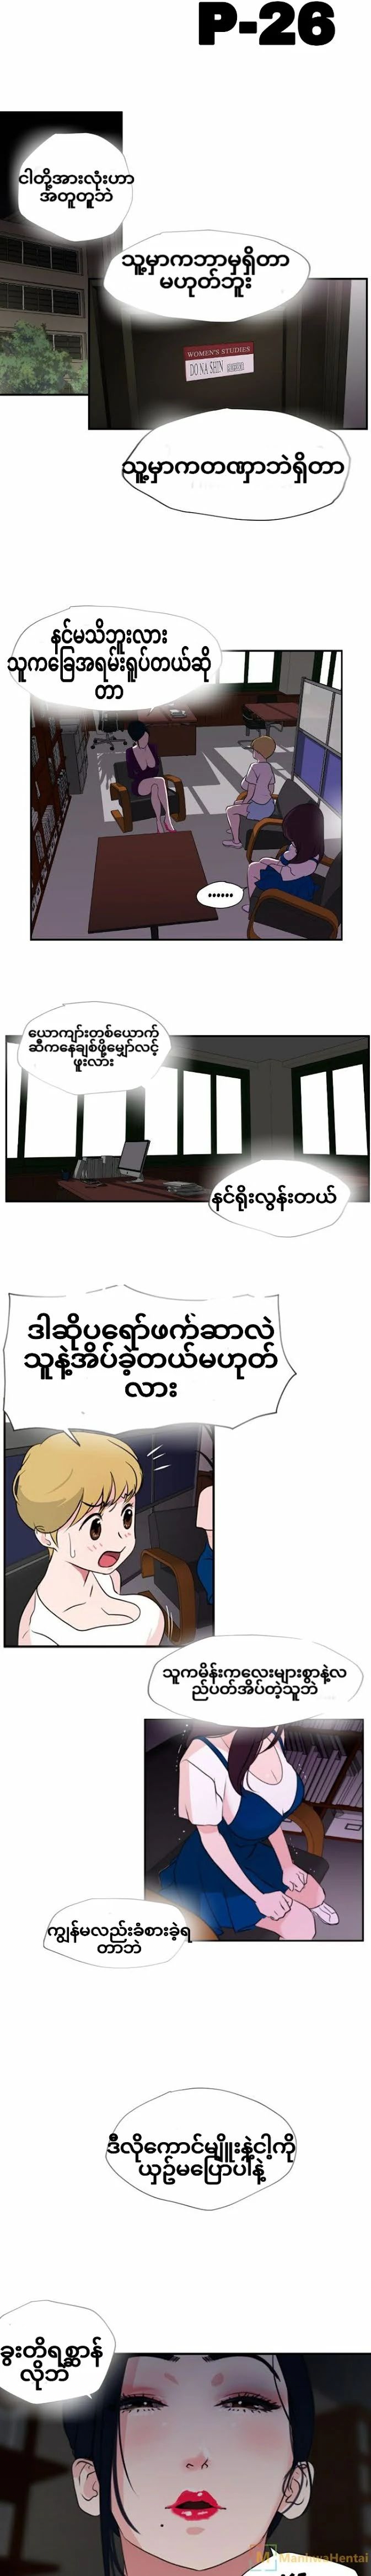 P-26
ငါတို့အားလုံးဟာ
အတူတူဘဲ
သူ့မှာကဘာမှရှိတာ
မဟုတ်ဘူး
WOMEN'S STUDIES
DO NA SHIN
သူ့မှာကတဏှာဘဲရှိတာ
နင်မသိဘူးလား
သူကခြေအရမ်းရှုပ်တယ်ဆို
တာ
......
ယောကျာ်းတစ်ယောက်
ဆီကနေချစ်ဖို့မျှော်လင့်
ဖူးလား
နင်ရိုးလွန်းတယ်
ဒါဆိုပရော်ဖက်ဆာလဲ
သူနဲ့အိပ်ခဲ့တယ်မဟုတ်
လား
သူကမိန်းကလေးများစွာနဲ့လ
ည်ပတ်အိပ်တဲ့သူဘဲ
ကျွန်မလည်းခံစားခဲ့ရ
တာဘဲ
ဒီလိုကောင်မျိူးနဲ့ငါ့ကို
ယှဥ်မပြောပါနဲ့
ခွေးတိရစ္ဆာန်
လိုဘဲ
M ManhwaHentai